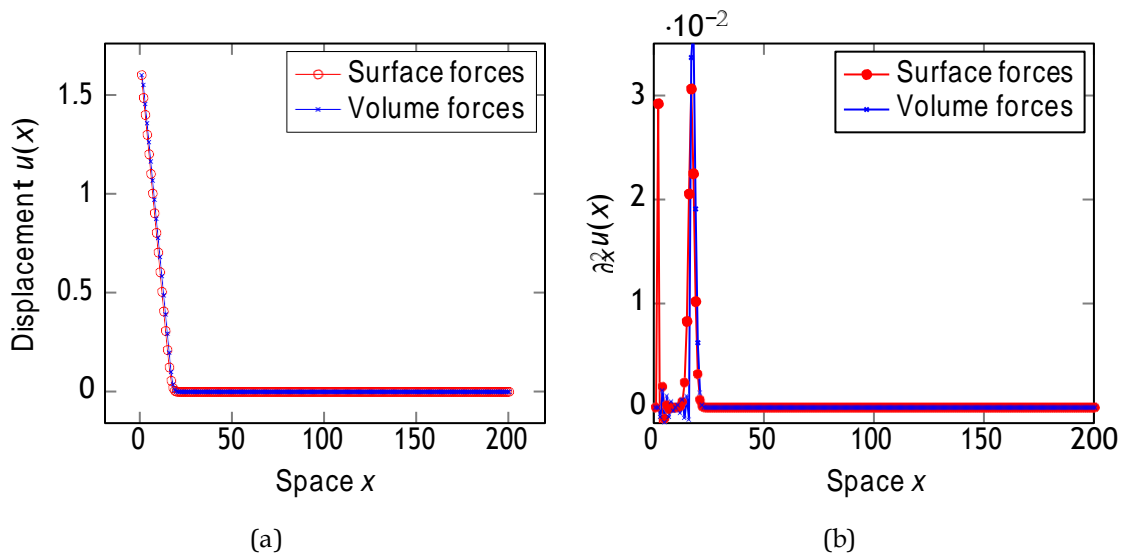 Surface forces
Volume forces
Displacement u(x)
1.5
1
0.5
0
0 50 100 150 200
Space x
(a)
·10⁻²
Surface forces
Volume forces
∂²ₓu(x)
3
2
1
0
0 50 100 150 200
Space x
(b)